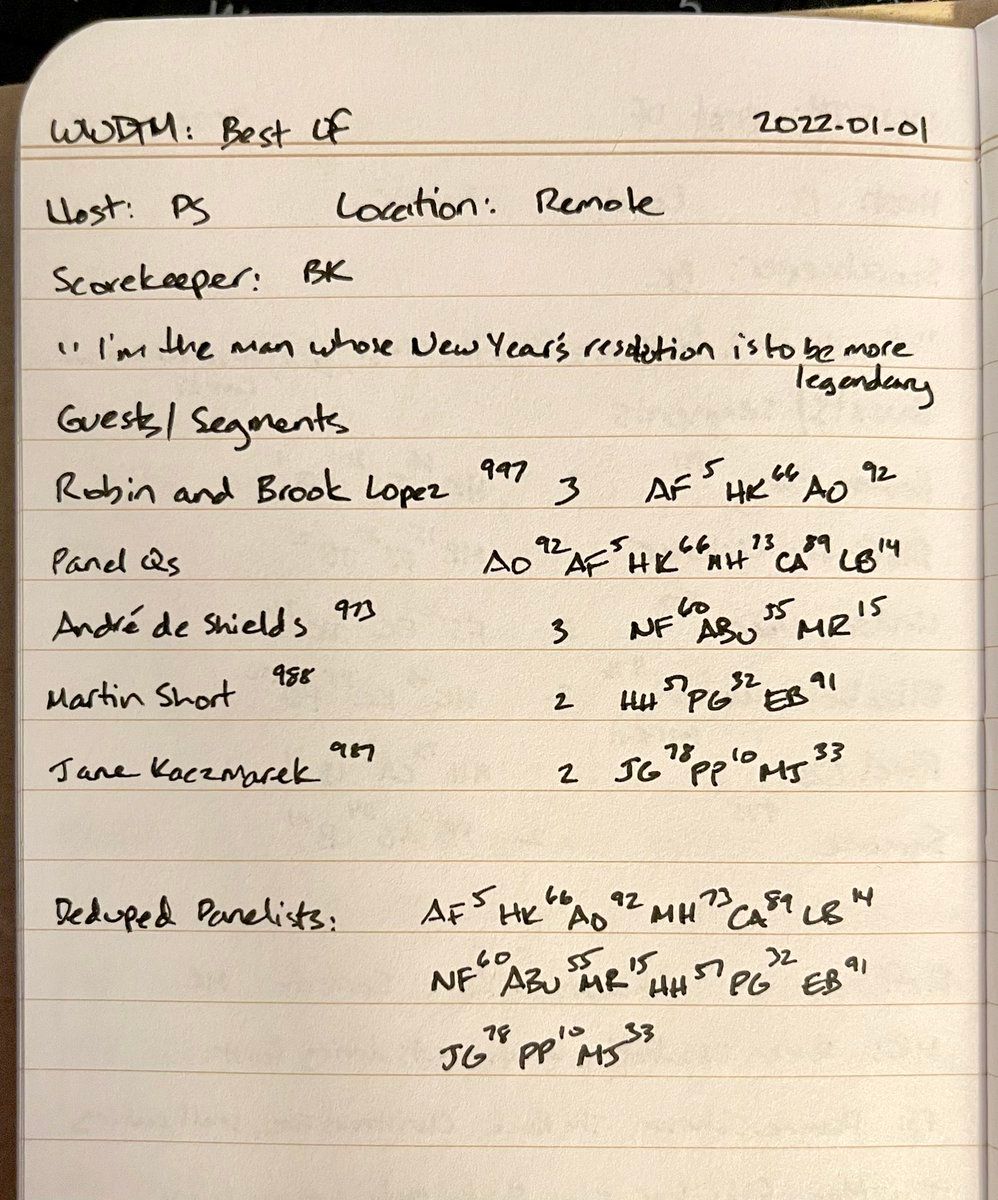 WWDTM: Best Of 2022-01-01
Host: PS Location: Remote
Scorekeeper: BK
" I'm the man whose New Year's resolution is to be more
legendary
Guests/Segments
Robin and Brook Lopez 997 3 AF 5 HK 66 AO 92
Panel Qs AO 92 AF 5 HK 66 MH 73 CA 89 LB 14
André de Shields 973 3 NF 60 ABU 55 MR 15
Martin Short 988 2 HH 57 PG 32 EB 91
Jane Kaczmarek 987 2 JG 78 PP 10 MJ 33
Deduped Panelists: AF 5 HK 66 AO 92 MH 73 CA 89 LB 14
NF 60 ABU 55 MR 15 HH 57 PG 32 EB 91
JG 78 PP 10 MJ 33